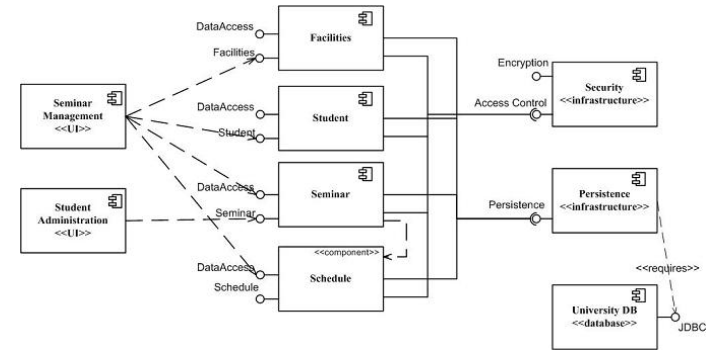 DataAccess
Facilities
Facilities
Encryption
Security
<<infrastructure>>
Access Control
Seminar
Management
<<UI>>
DataAccess
Student
Student
DataAccess
Seminar
Seminar
Student
Administration
<<UI>>
Persistence
Persistence
<<infrastructure>>
<<component>>
DataAccess
Schedule
Schedule
<<requires>>
University DB
<<database>>
JDBC